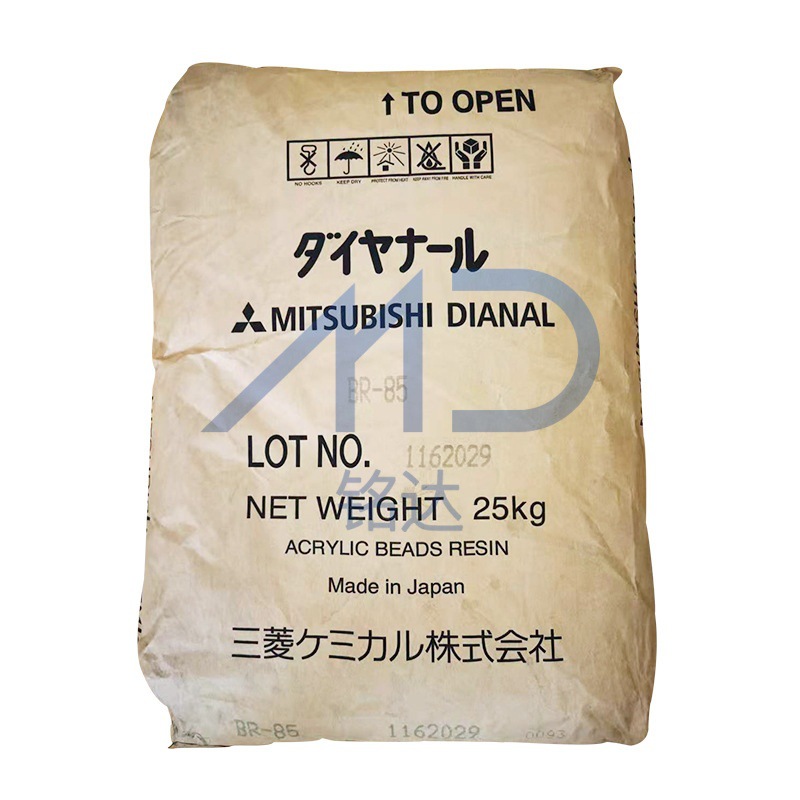 ↑TO OPEN
NO HOOKS KEEP DRY PROTECT FROM HEAT KEEP AWAY FROM FIRE HANDLE WITH CARE
ダイヤナール
MITSUBISHI DIANAL
MD
BR-85
LOT NO. 1162029
铭达
NET WEIGHT 25kg
ACRYLIC BEADS RESIN
Made in Japan
三菱ケミカル株式会社
BR-85 1162029 0093